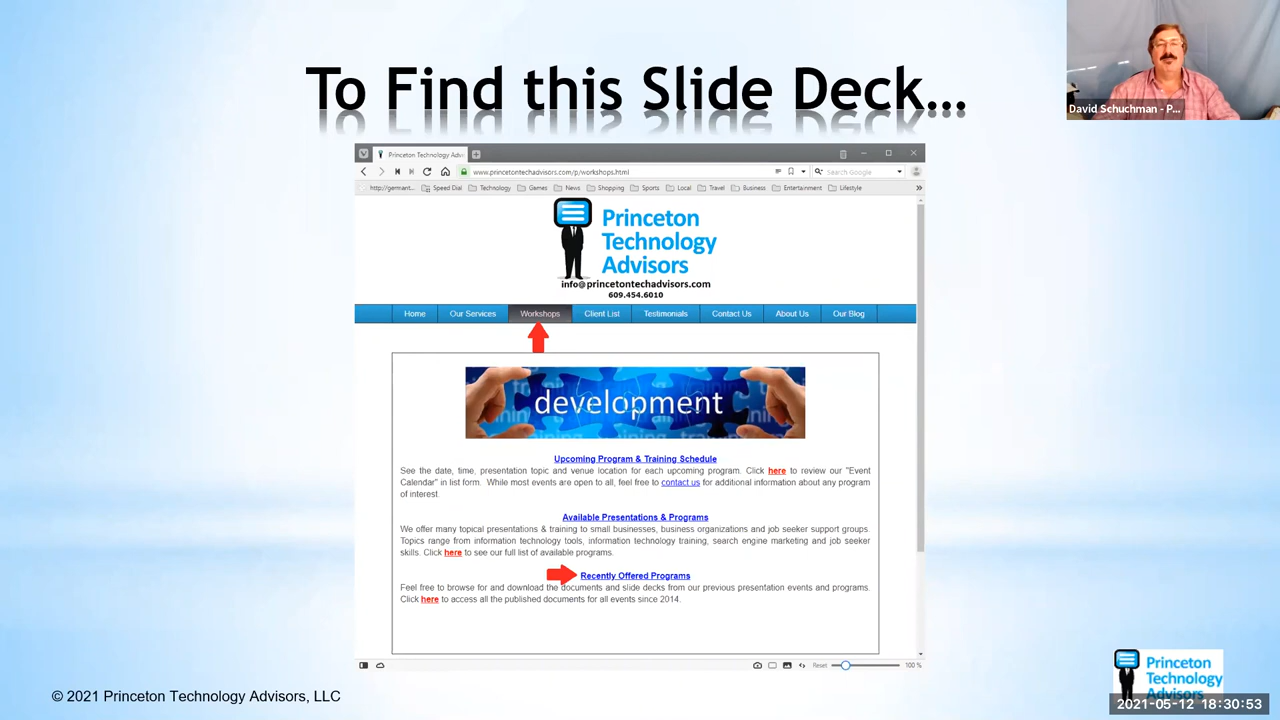 To Find this Slide Deck...
David Schuchman - P...
Princeton Technology Adv
www.princetontechadvisors.com/p/workshops.html
Search Google
http://germant...
Speed Dial
Technology
Games
News
Shopping
Sports
Local
Travel
Business
Entertainment
Lifestyle
Princeton
Technology
Advisors
info@princetontechadvisors.com
609.454.6010
Home
Our Services
Workshops
Client List
Testimonials
Contact Us
About Us
Our Blog
development
Upcoming Program & Training Schedule
See the date, time, presentation topic and venue location for each upcoming program. Click here to review our "Event
Calendar" in list form. While most events are open to all, feel free to contact us for additional information about any program
of interest.
Available Presentations & Programs
We offer many topical presentations & training to small businesses, business organizations and job seeker support groups.
Topics range from information technology tools, information technology training, search engine marketing and job seeker
skills. Click here to see our full list of available programs.
Recently Offered Programs
Feel free to browse for and download the documents and slide decks from our previous presentation events and programs.
Click here to access all the published documents for all events since 2014.
Reset
100 %
© 2021 Princeton Technology Advisors, LLC
Princeton
Technology
Advisors
2021-05-12 18:30:53